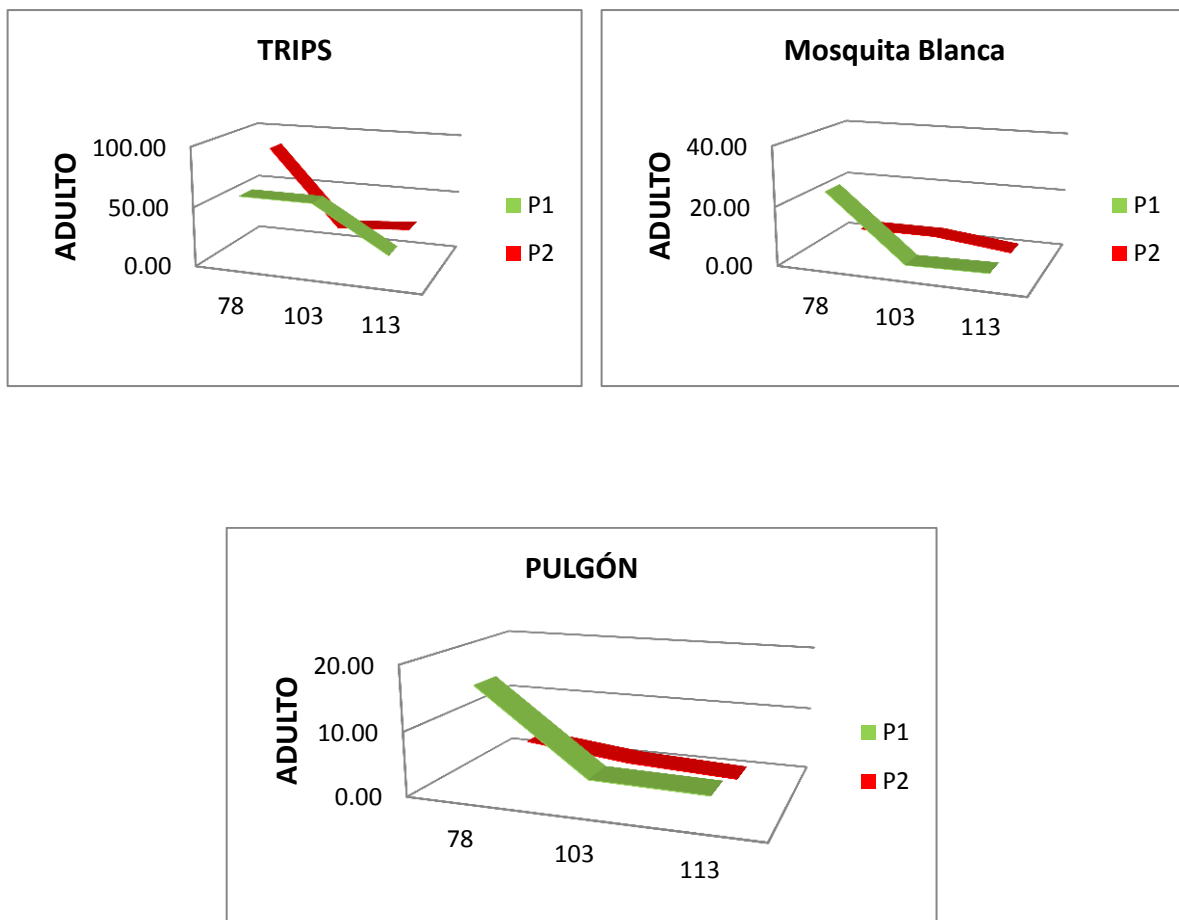 TRIPS
ADULTO
100.00
50.00
0.00
78
103
113
P1
P2
Mosquita Blanca
ADULTO
40.00
20.00
0.00
78
103
113
P1
P2
PULGÓN
ADULTO
20.00
10.00
0.00
78
103
113
P1
P2